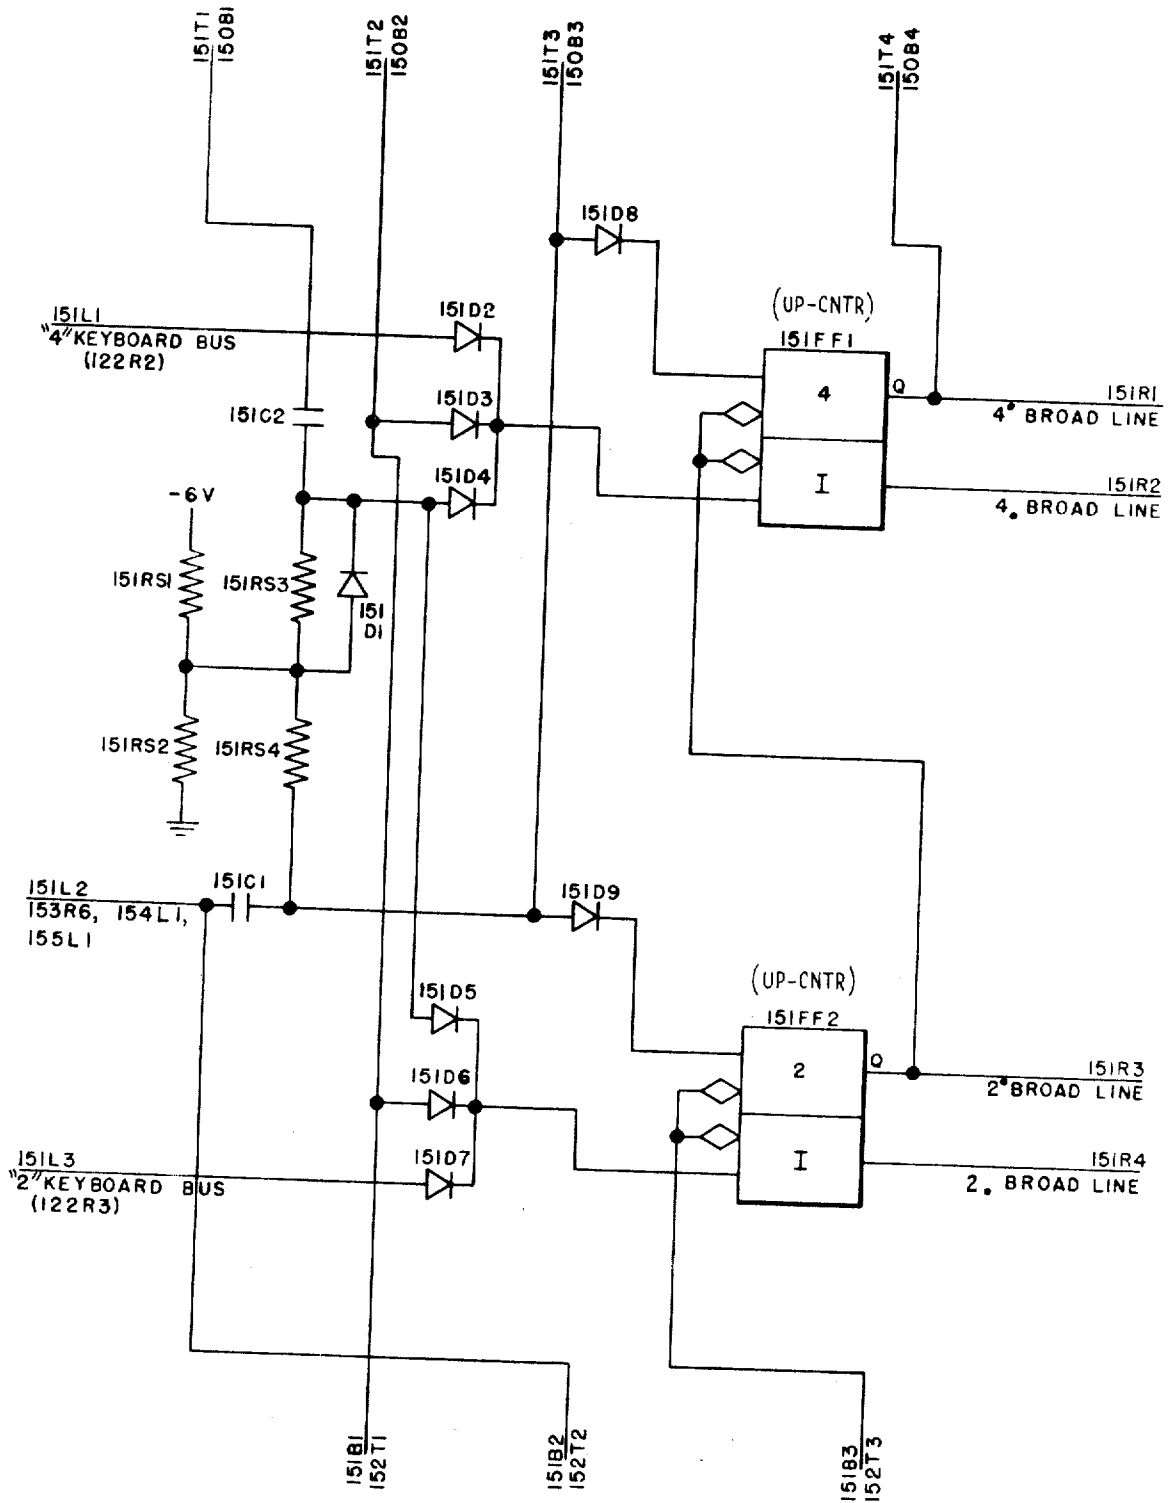 151T1
150B1
151T2
150B2
151T3
150B3
151T4
150B4
151D8
151L1
"4" KEYBOARD BUS
(122R2)
151D2
(UP-CNTR)
151FF1
4
Q
151R1
4• BROAD LINE
151C2
151D3
151D4
I
151R2
4. BROAD LINE
-6V
151RS1
151RS3
151
D1
151RS2
151RS4
151L2
153R6, 154L1,
155L1
151C1
151D9
151D5
(UP-CNTR)
151FF2
2
Q
151R3
2• BROAD LINE
151D6
151L3
"2" KEYBOARD BUS
(122R3)
151D7
I
151R4
2. BROAD LINE
151B1
152T1
151B2
152T2
151B3
152T3